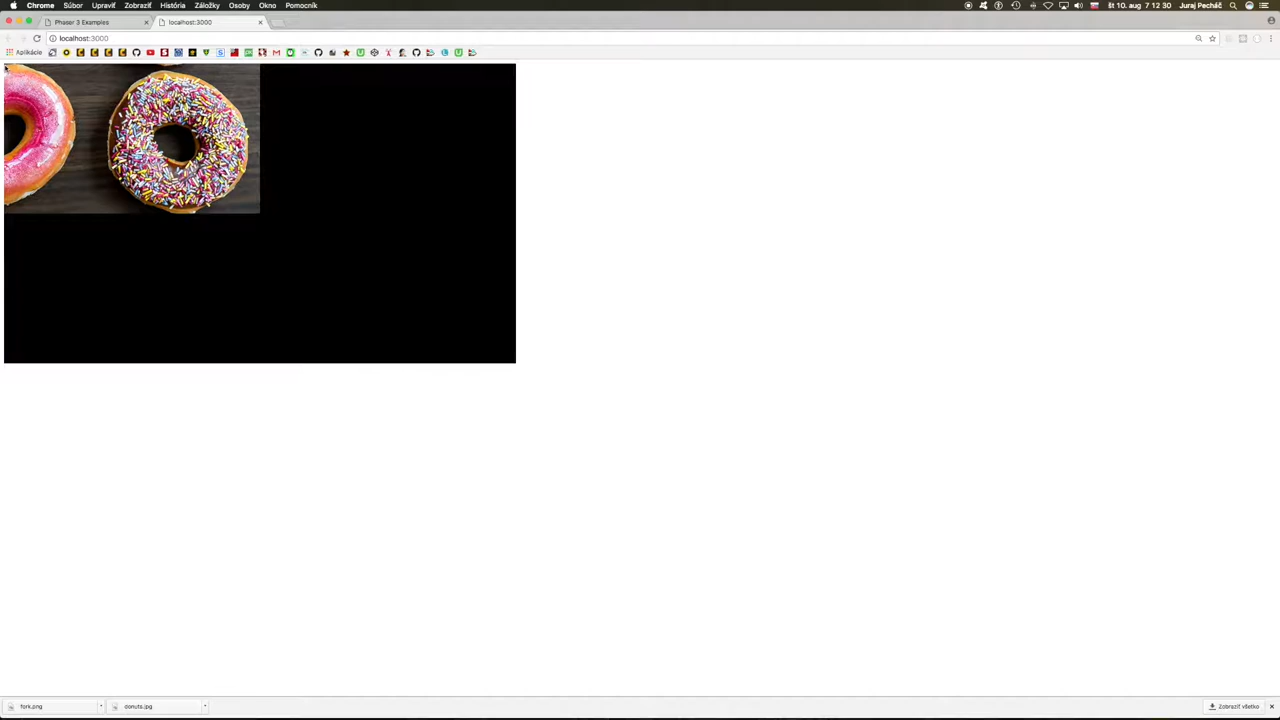 Chrome Súbor Upraviť Zobraziť História Záložky Osoby Okno Pomocník št 10. aug 7 12 30 Juraj Pecháč
Phaser 3 Examples localhost:3000
localhost:3000
Aplikácie
fork.png donuts.jpg Zobraziť všetko